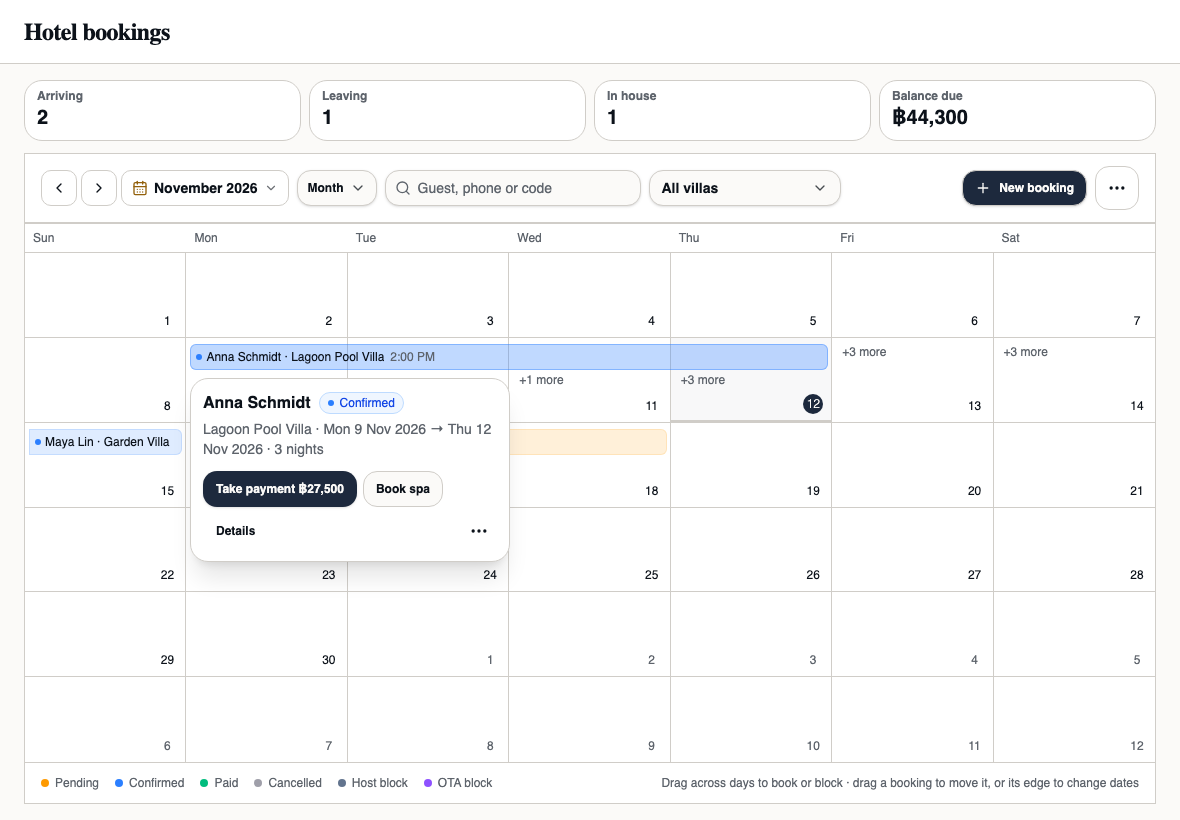 Hotel bookings
Arriving
2
Leaving
1
In house
1
Balance due
฿44,300
November 2026
Month
Guest, phone or code
All villas
New booking
Sun Mon Tue Wed Thu Fri Sat
1 2 3 4 5 6 7
Anna Schmidt · Lagoon Pool Villa 2:00 PM
+3 more +3 more
+1 more +3 more
8 11 12 13 14
Anna Schmidt Confirmed
Lagoon Pool Villa · Mon 9 Nov 2026 → Thu 12
Nov 2026 · 3 nights
Take payment ฿27,500 Book spa
Details
Maya Lin · Garden Villa
15 18 19 20 21
22 23 24 25 26 27 28
29 30 1 2 3 4 5
6 7 8 9 10 11 12
Pending Confirmed Paid Cancelled Host block OTA block
Drag across days to book or block · drag a booking to move it, or its edge to change dates